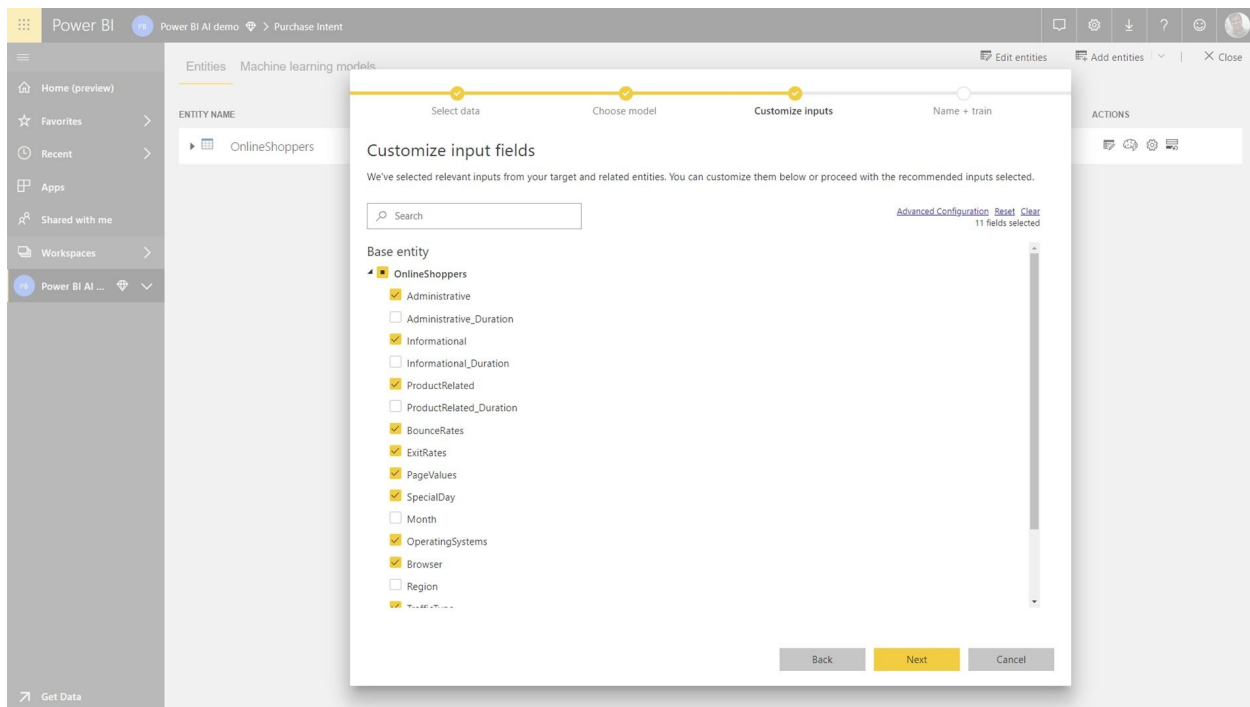 Power BI
PB
Power BI AI demo > Purchase Intent
Home (preview)
Favorites
Recent
Apps
Shared with me
Workspaces
PB Power BI AI ...
Get Data
Entities Machine learning models
Edit entities Add entities | Close
ENTITY NAME
ACTIONS
OnlineShoppers
Select data Choose model Customize inputs Name + train
Customize input fields
We've selected relevant inputs from your target and related entities. You can customize them below or proceed with the recommended inputs selected.
Search
Advanced Configuration Reset Clear
11 fields selected
Base entity
OnlineShoppers
Administrative
Administrative_Duration
Informational
Informational_Duration
ProductRelated
ProductRelated_Duration
BounceRates
ExitRates
PageValues
SpecialDay
Month
OperatingSystems
Browser
Region
TrafficType
Back Next Cancel